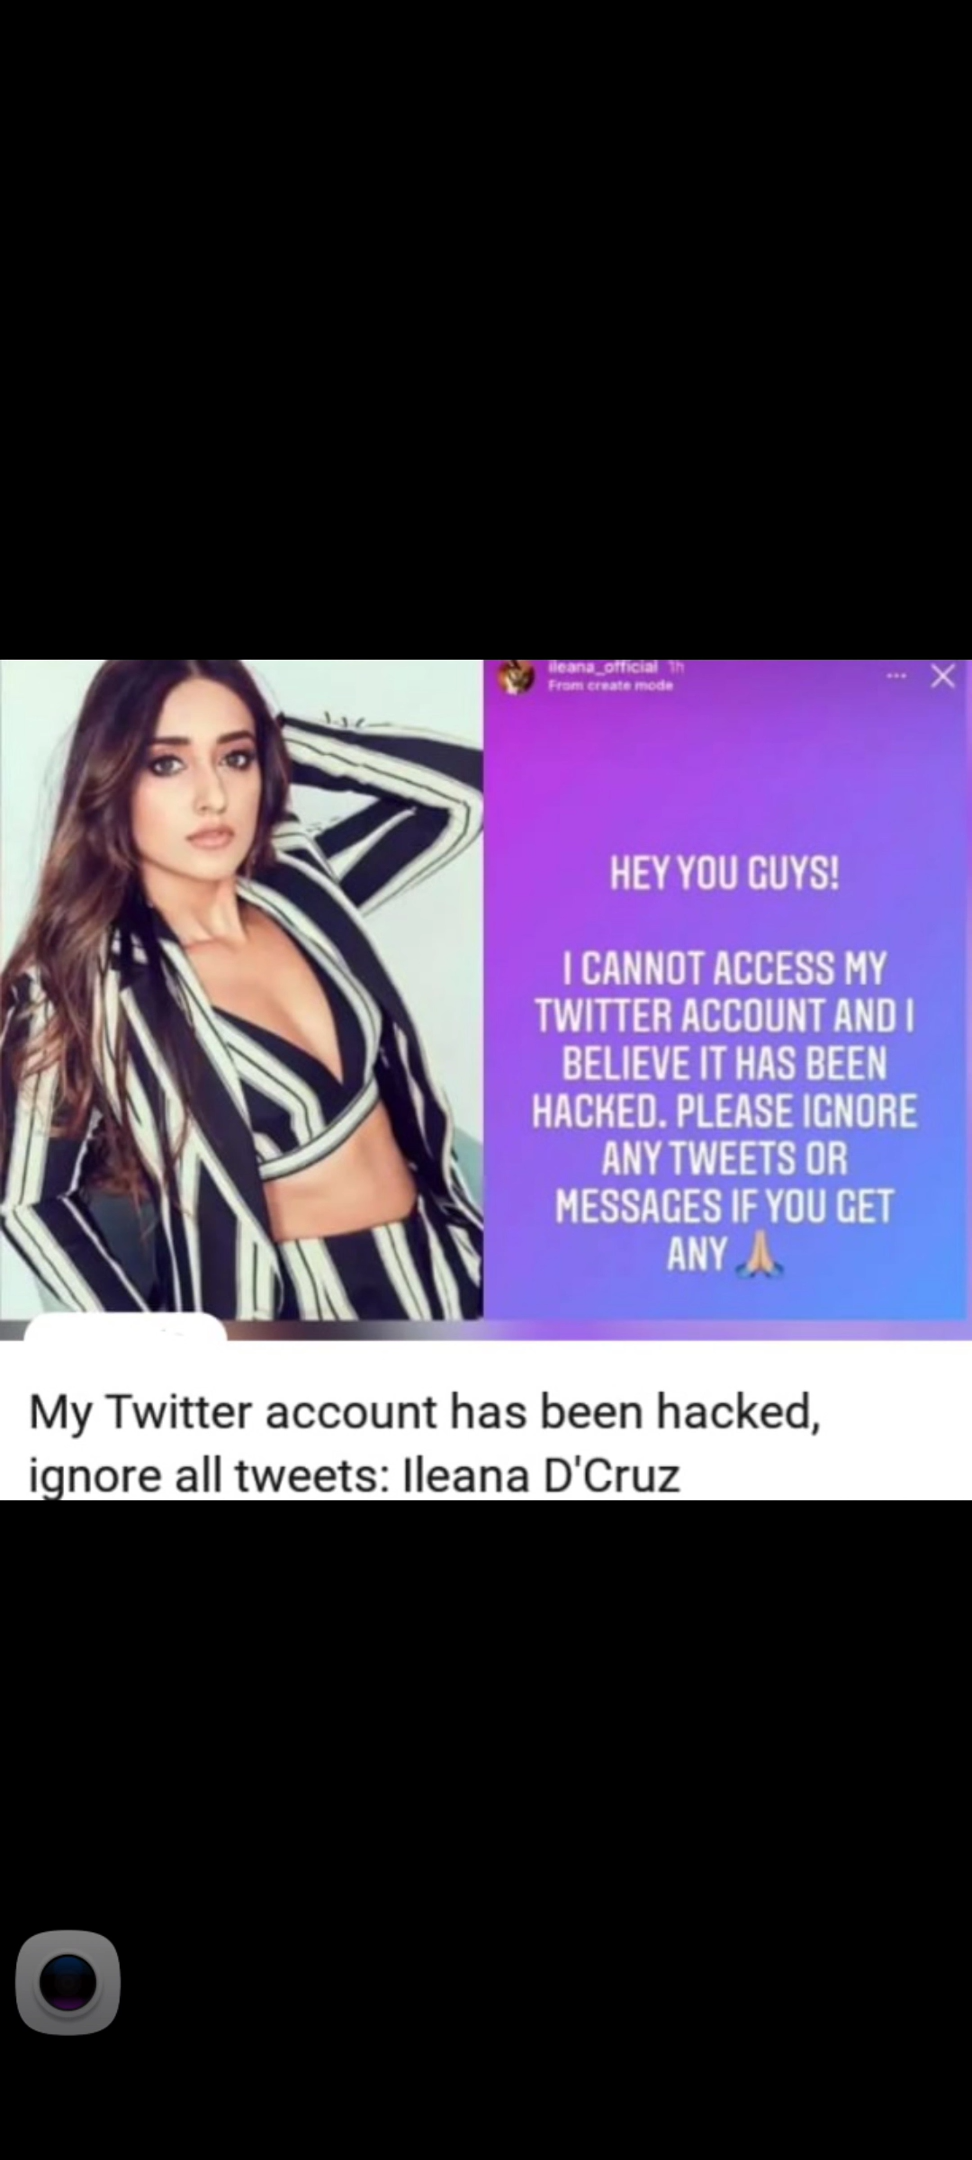 ileana_official 1h
From create mode
HEY YOU GUYS!
I CANNOT ACCESS MY
TWITTER ACCOUNT AND I
BELIEVE IT HAS BEEN
HACKED. PLEASE IGNORE
ANY TWEETS OR
MESSAGES IF YOU GET
ANY 🙏🏼
My Twitter account has been hacked,
ignore all tweets: Ileana D'Cruz